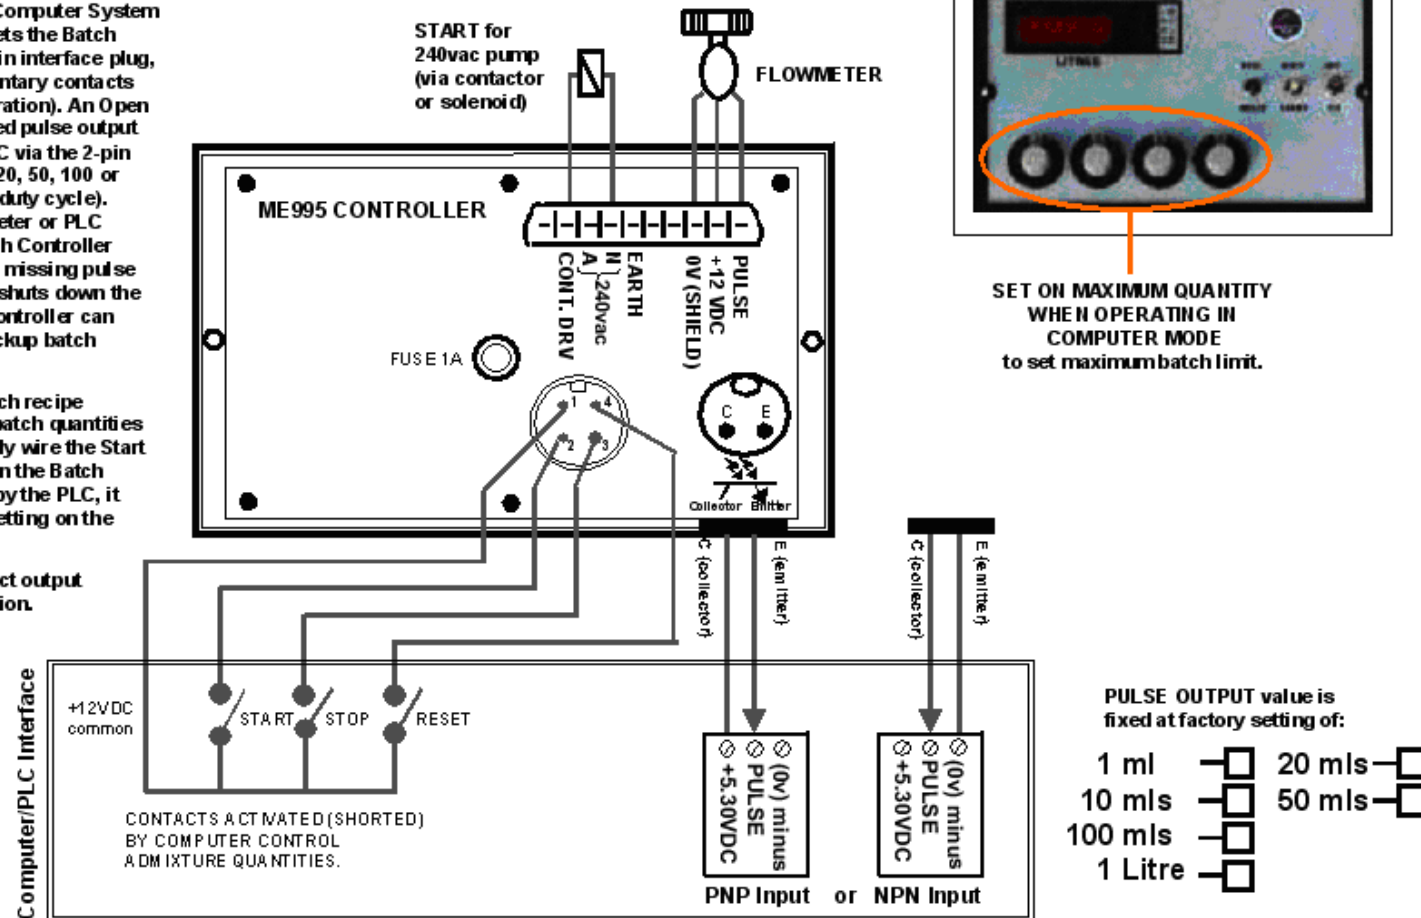 Computer System
ets the Batch
in interface plug,
ntary contacts
ration). An Open
ed pulse output
C via the 2-pin
20, 50, 100 or
duty cycle).
eter or PLC
h Controller
missing pulse
shuts down the
ontroller can
ckup batch
ch recipe
batch quantities
ly wire the Start
n the Batch
by the PLC, it
etting on the
ct output
ion.
START for
240vac pump
(via contactor
or solenoid)
FLOWMETER
LITRES
SET ON MAXIMUM QUANTITY
WHEN OPERATING IN
COMPUTER MODE
to set maximum batch limit.
ME995 CONTROLLER
CONT. DRV
A
N
240vac
EARTH
0V (SHIELD)
+12 VDC
PULSE
FUSE 1A
1
4
2
3
C E
Collector Emitter
C (collector)
E (emitter)
C (collector)
E (emitter)
Computer/PLC Interface
+12VDC
common
START
STOP
RESET
CONTACTS ACTIVATED (SHORTED)
BY COMPUTER CONTROL
ADMIXTURE QUANTITIES.
+5.30VDC
PULSE
(0v) minus
+5.30VDC
PULSE
(0v) minus
PNP Input or NPN Input
PULSE OUTPUT value is
fixed at factory setting of:
1 ml
20 mls
10 mls
50 mls
100 mls
1 Litre